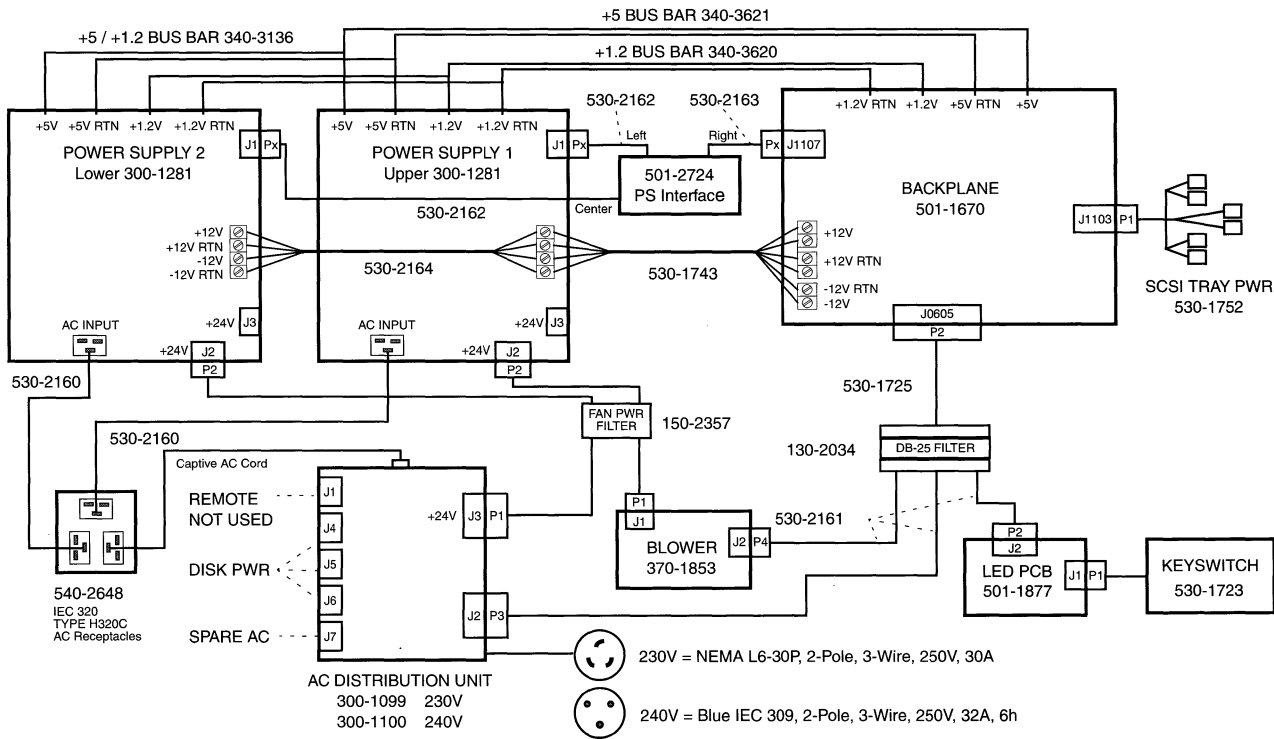 +5 BUS BAR 340-3621
+5 / +1.2 BUS BAR 340-3136
+1.2 BUS BAR 340-3620
+5V +5V RTN +1.2V +1.2V RTN
POWER SUPPLY 2
Lower 300-1281
J1 Px
+12V
+12V RTN
-12V
-12V RTN
+24V J3
AC INPUT
+24V J2
P2
+5V +5V RTN +1.2V +1.2V RTN
POWER SUPPLY 1
Upper 300-1281
J1 Px
+24V J3
AC INPUT
+24V J2
P2
530-2162
530-2163
Left
Right
501-2724
PS Interface
Center
530-2162
530-2164
530-1743
+1.2V RTN +1.2V +5V RTN +5V
Px J1107
BACKPLANE
501-1670
+12V
+12V RTN
-12V RTN
-12V
J1103 P1
J0605
P2
SCSI TRAY PWR
530-1752
530-2160
530-2160
Captive AC Cord
FAN PWR
FILTER
150-2357
530-1725
130-2034
DB-25 FILTER
540-2648
IEC 320
TYPE H320C
AC Receptacles
REMOTE
NOT USED
DISK PWR
SPARE AC
J1
J4
J5
J6
J7
+24V J3 P1
J2 P3
AC DISTRIBUTION UNIT
300-1099 230V
300-1100 240V
P1
J1
BLOWER
370-1853
J2 P4
530-2161
P2
J2
LED PCB
501-1877
J1 P1
KEYSWITCH
530-1723
230V = NEMA L6-30P, 2-Pole, 3-Wire, 250V, 30A
240V = Blue IEC 309, 2-Pole, 3-Wire, 250V, 32A, 6h